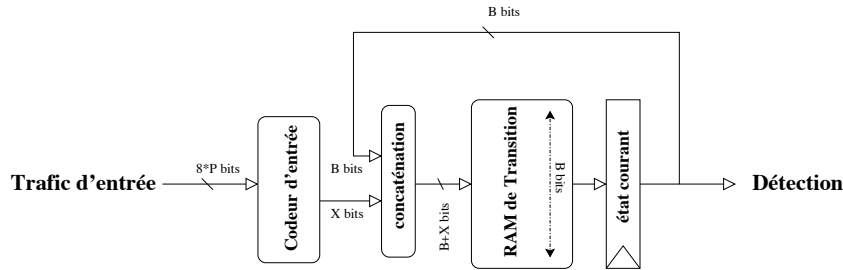 B bits
Trafic d'entrée
8*P bits
Codeur d'entrée
B bits
X bits
concaténation
B+X bits
RAM de Transition
B bits
état courant
Détection